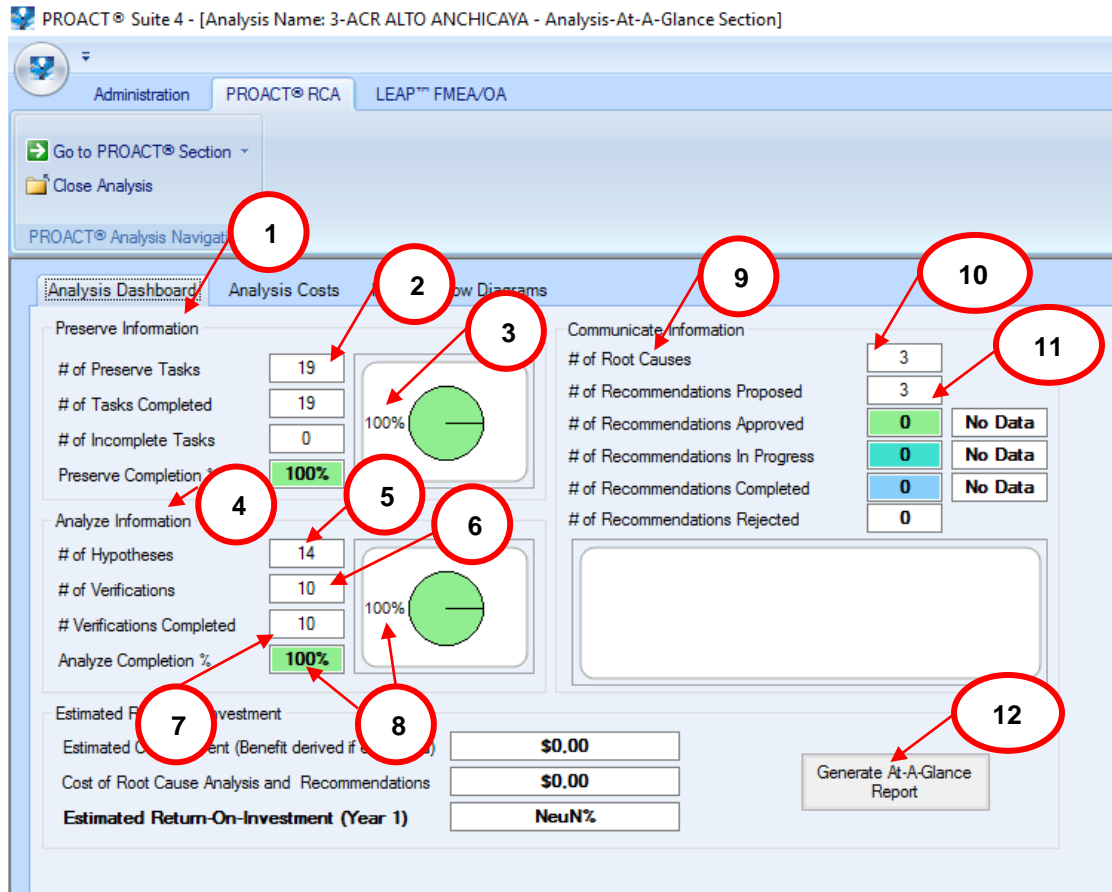 PROACT® Suite 4 - [Analysis Name: 3-ACR ALTO ANCHICAYA - Analysis-At-A-Glance Section]
Administration PROACT® RCA LEAP™ FMEA/OA
Go to PROACT® Section
Close Analysis
PROACT® Analysis
1
Analysis Dashboard Analysis Costs Diagrams
2
9
10
Preserve Information
3
Communicate Information
11
# of Preserve Tasks 19
# of Tasks Completed 19
# of Incomplete Tasks 0
Preserve Completion 100%
100%
# of Root Causes 3
# of Recommendations Proposed 3
# of Recommendations Approved 0 No Data
# of Recommendations In Progress 0 No Data
# of Recommendations Completed 0 No Data
# of Recommendations Rejected 0
4
5
6
Analyze Information
# of Hypotheses 14
# of Verifications 10
# Verifications Completed 10
Analyze Completion % 100%
100%
7
8
12
Estimated
Estimated (Benefit derived if $0,00
Cost of Root Cause Analysis and Recommendations $0,00
Estimated Return-On-Investment (Year 1) NeuN%
Generate At-A-Glance
Report